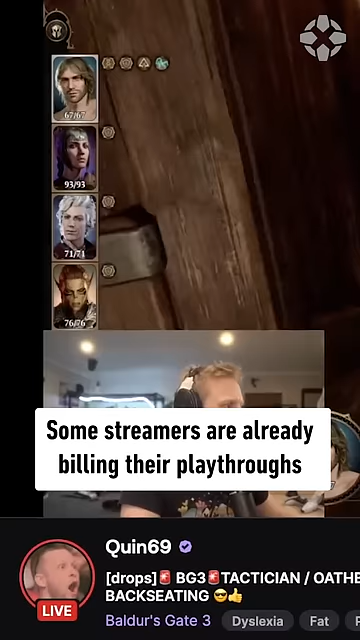 67/67
93/93
71/71
76/76
Some streamers are already
billing their playthroughs
Quin69
[drops]🚨 BG3🚨TACTICIAN / OATHE
BACKSEATING 😎👍
LIVE
Baldur's Gate 3 Dyslexia Fat